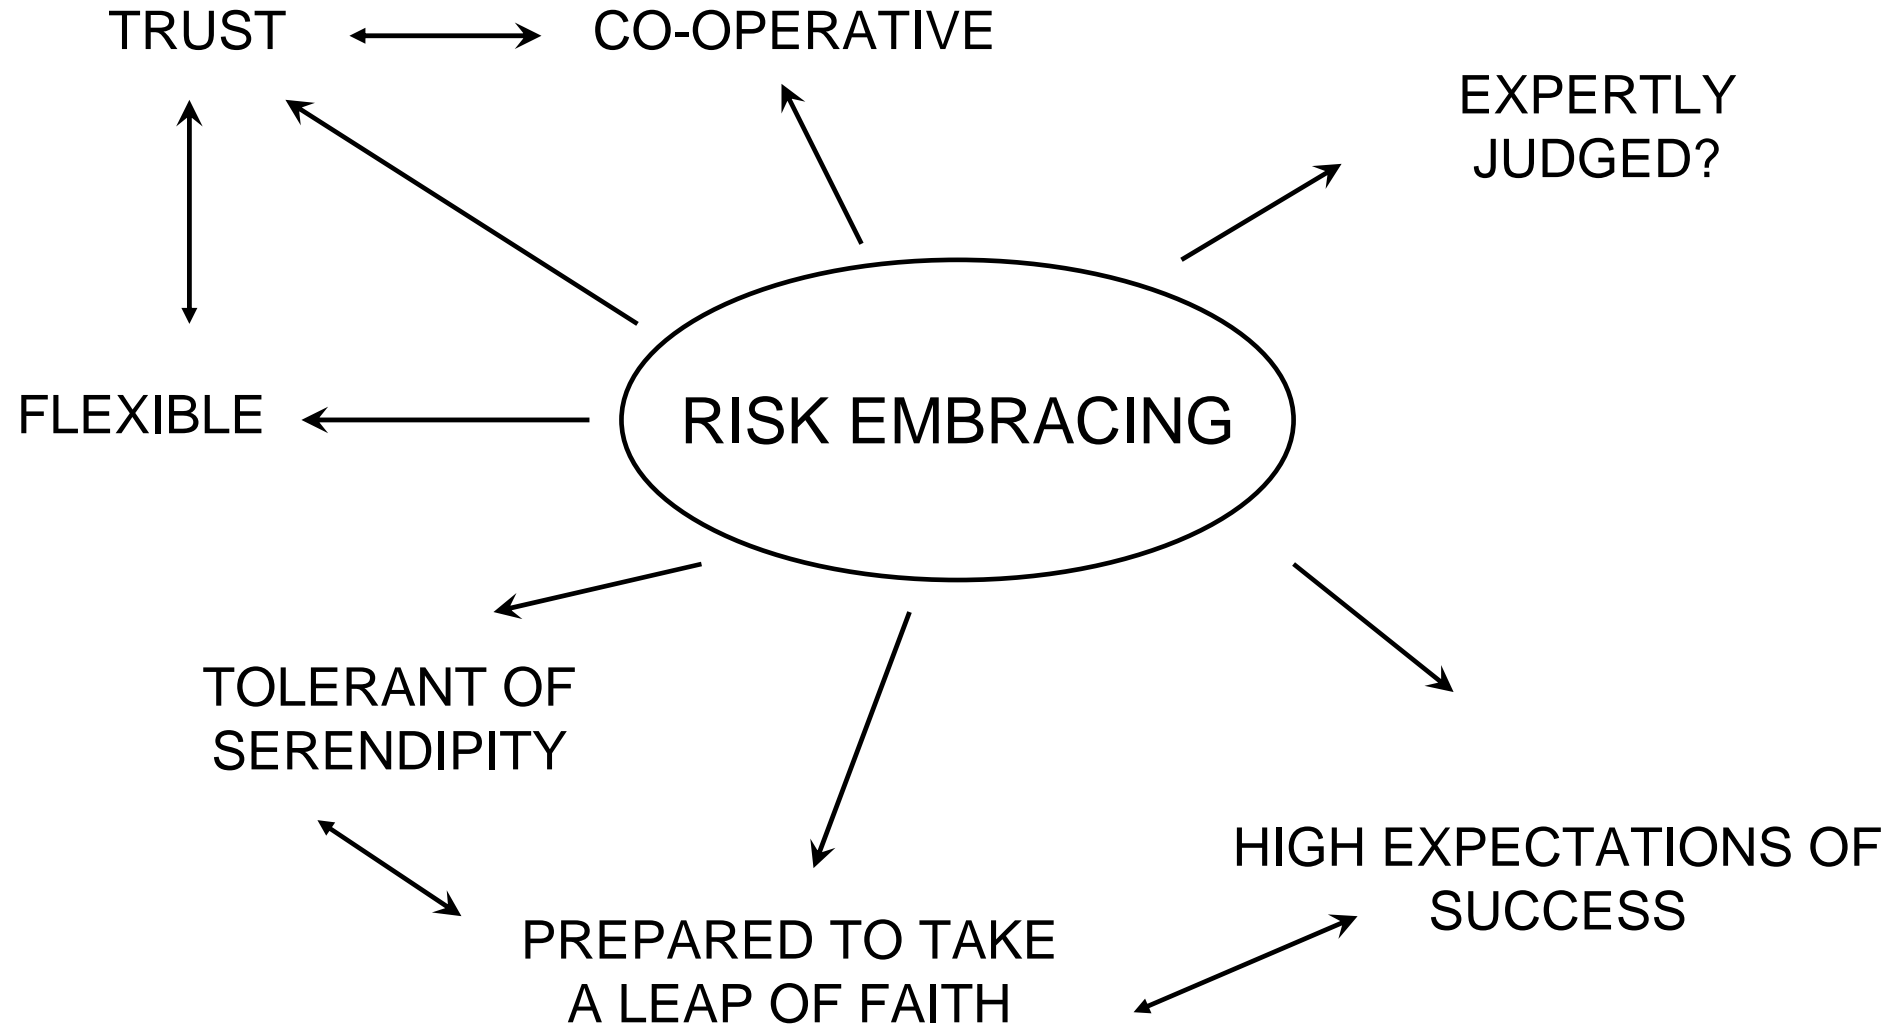 TRUST
CO-OPERATIVE
EXPERTLY
JUDGED?
FLEXIBLE
RISK EMBRACING
TOLERANT OF
SERENDIPITY
HIGH EXPECTATIONS OF
SUCCESS
PREPARED TO TAKE
A LEAP OF FAITH